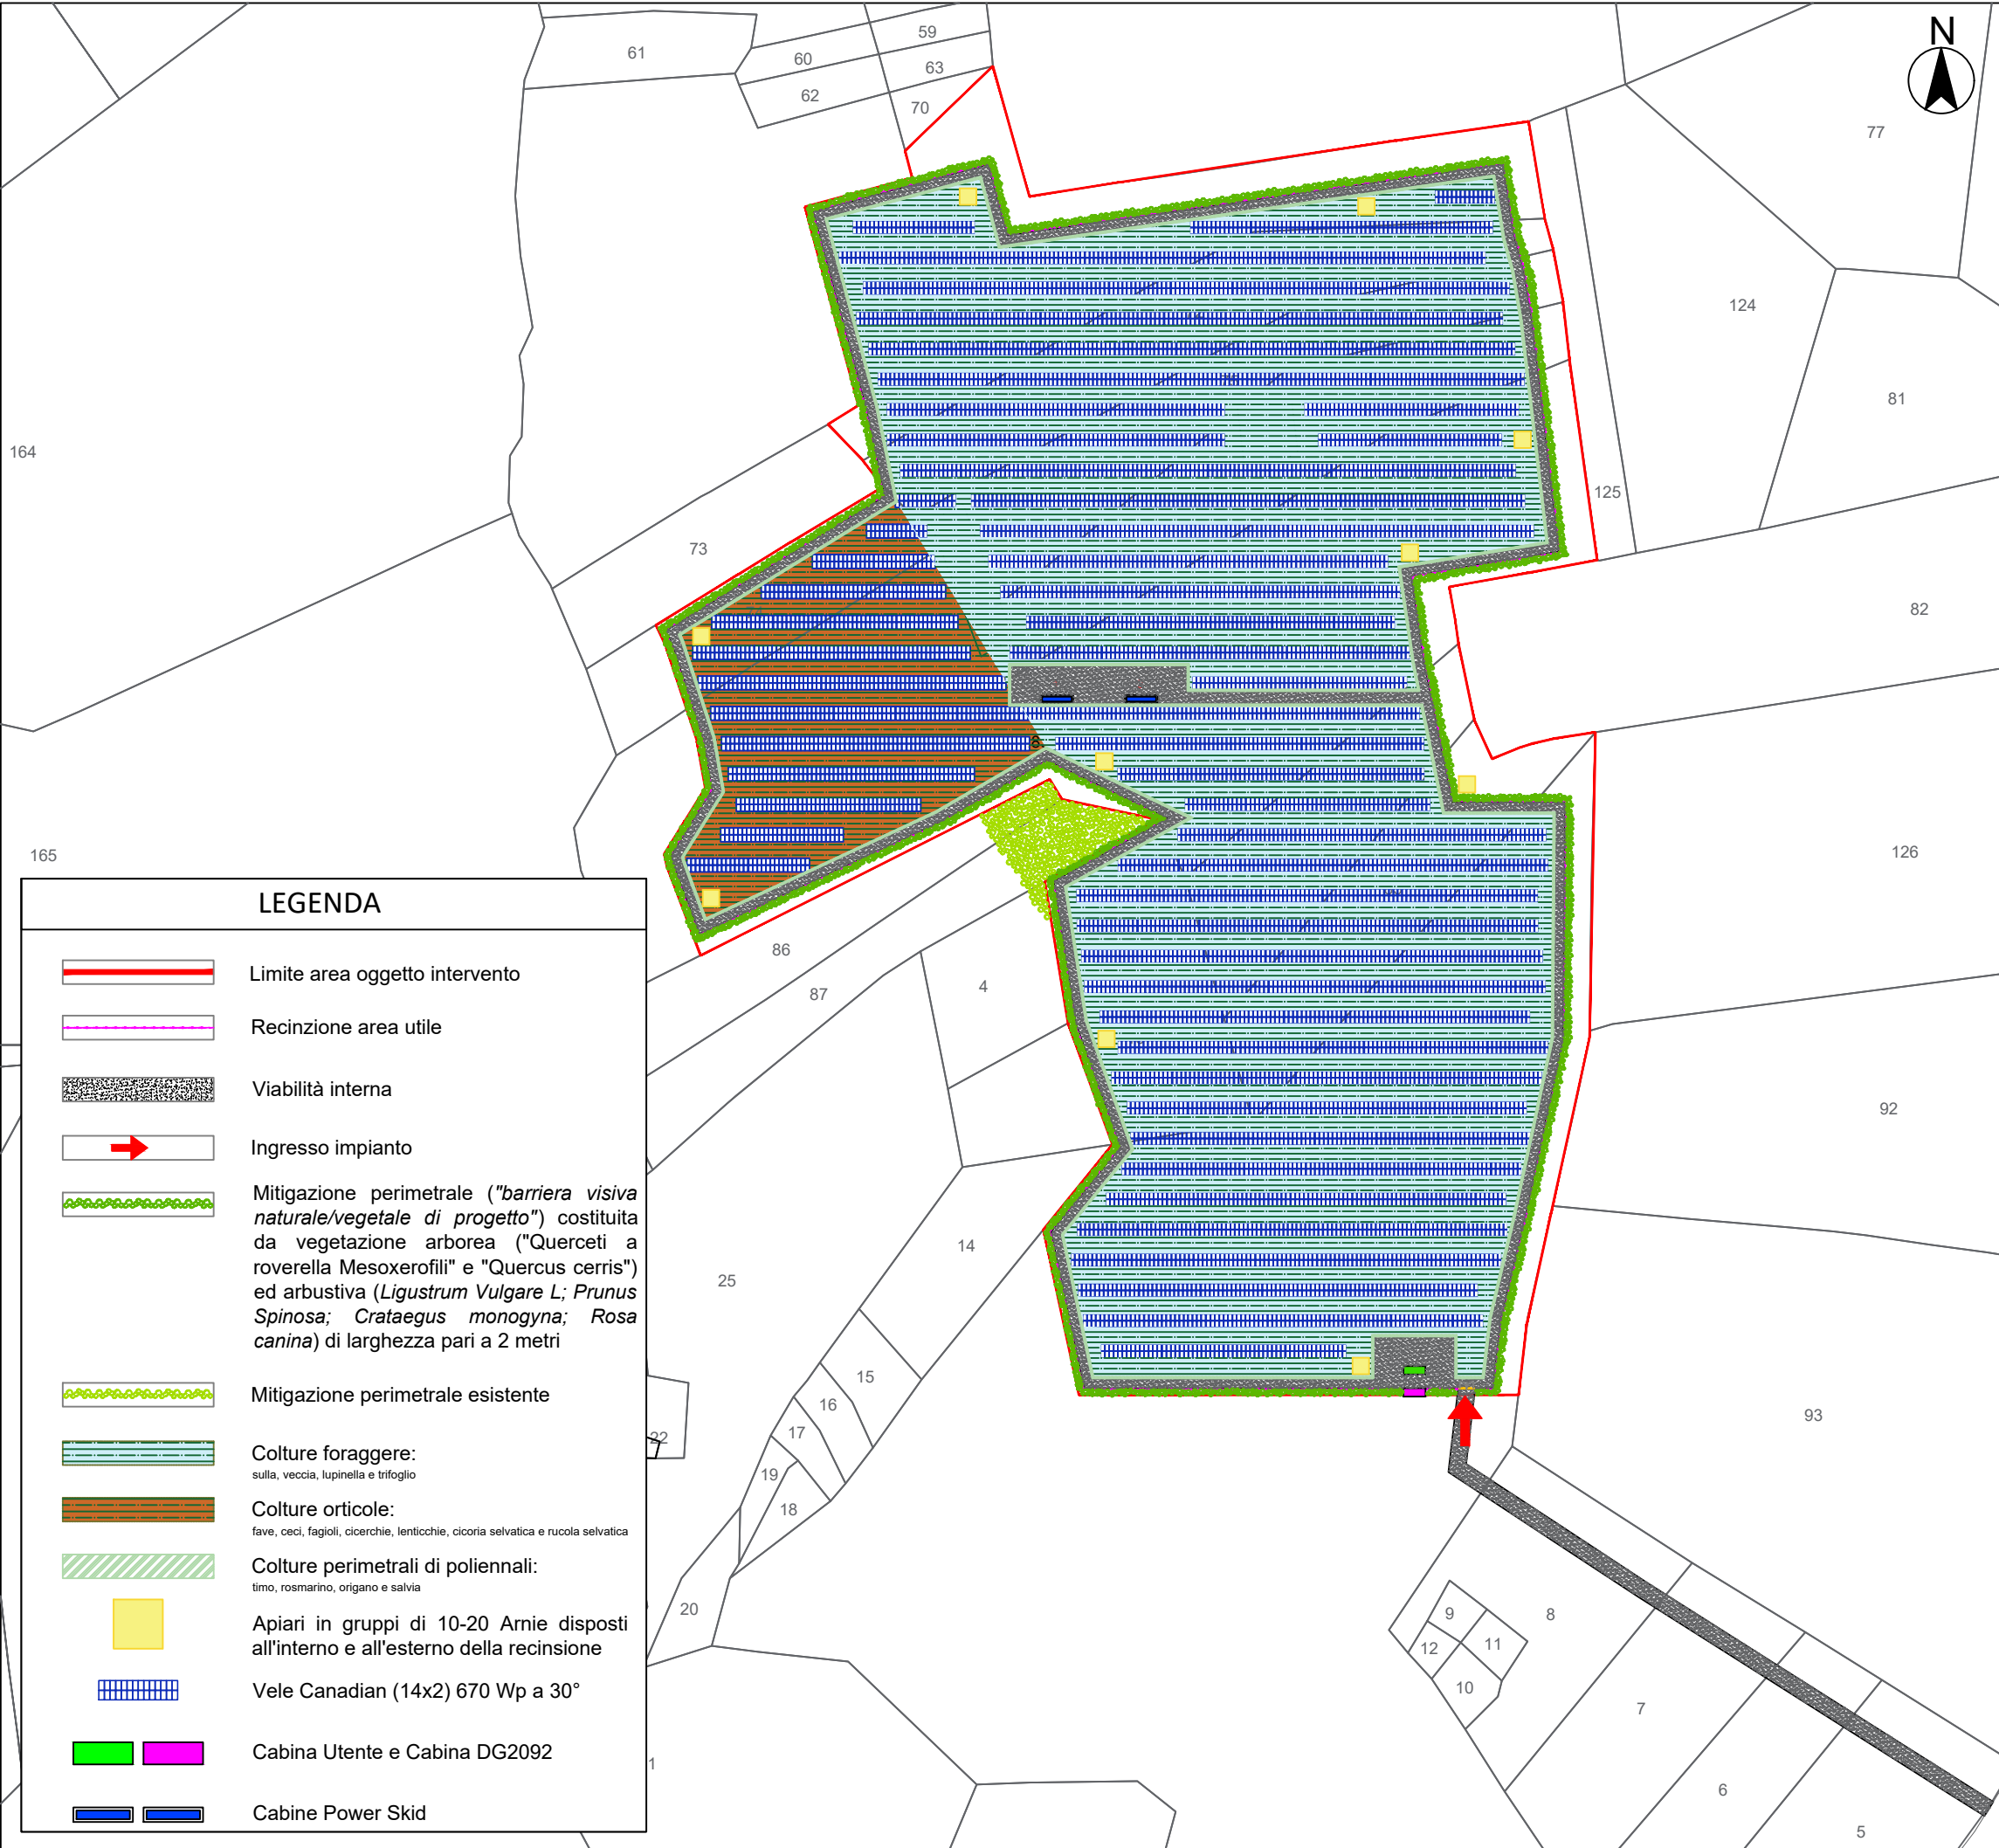 N
59
61
60
63
62
70
77
124
81
164
125
73
82
165
126
86
87
4
92
14
25
15
16
17
22
19
18
93
20
8
9
11
12
10
7
6
5
1
LEGENDA
Limite area oggetto intervento
Recinzione area utile
Viabilità interna
Ingresso impianto
Mitigazione perimetrale ("barriera visiva
naturale/vegetale di progetto") costituita
da vegetazione arborea ("Querceti a
roverella Mesoxerofili" e "Quercus cerris")
ed arbustiva (Ligustrum Vulgare L; Prunus
Spinosa; Crataegus monogyna; Rosa
canina) di larghezza pari a 2 metri
Mitigazione perimetrale esistente
Colture foraggere:
sulla, veccia, lupinella e trifoglio
Colture orticole:
fave, ceci, fagioli, cicerchie, lenticchie, cicoria selvatica e rucola selvatica
Colture perimetrali di poliennali:
timo, rosmarino, origano e salvia
Apiari in gruppi di 10-20 Arnie disposti
all'interno e all'esterno della recinsione
Vele Canadian (14x2) 670 Wp a 30°
Cabina Utente e Cabina DG2092
Cabine Power Skid